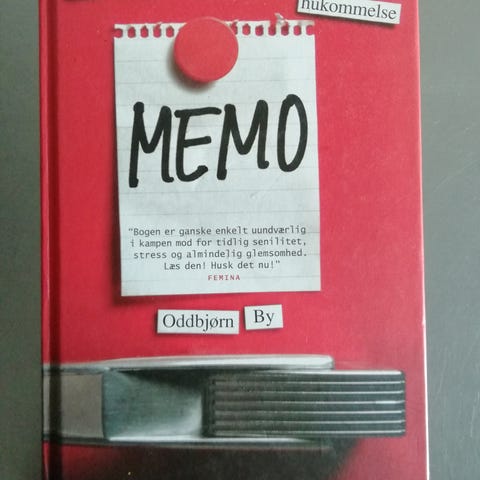 hukommelse
MEMO
"Bogen er ganske enkelt uundværlig
i kampen mod for tidlig senilitet,
stress og almindelig glemsomhed.
Læs den! Husk det nu!"
FEMINA
Oddbjørn By